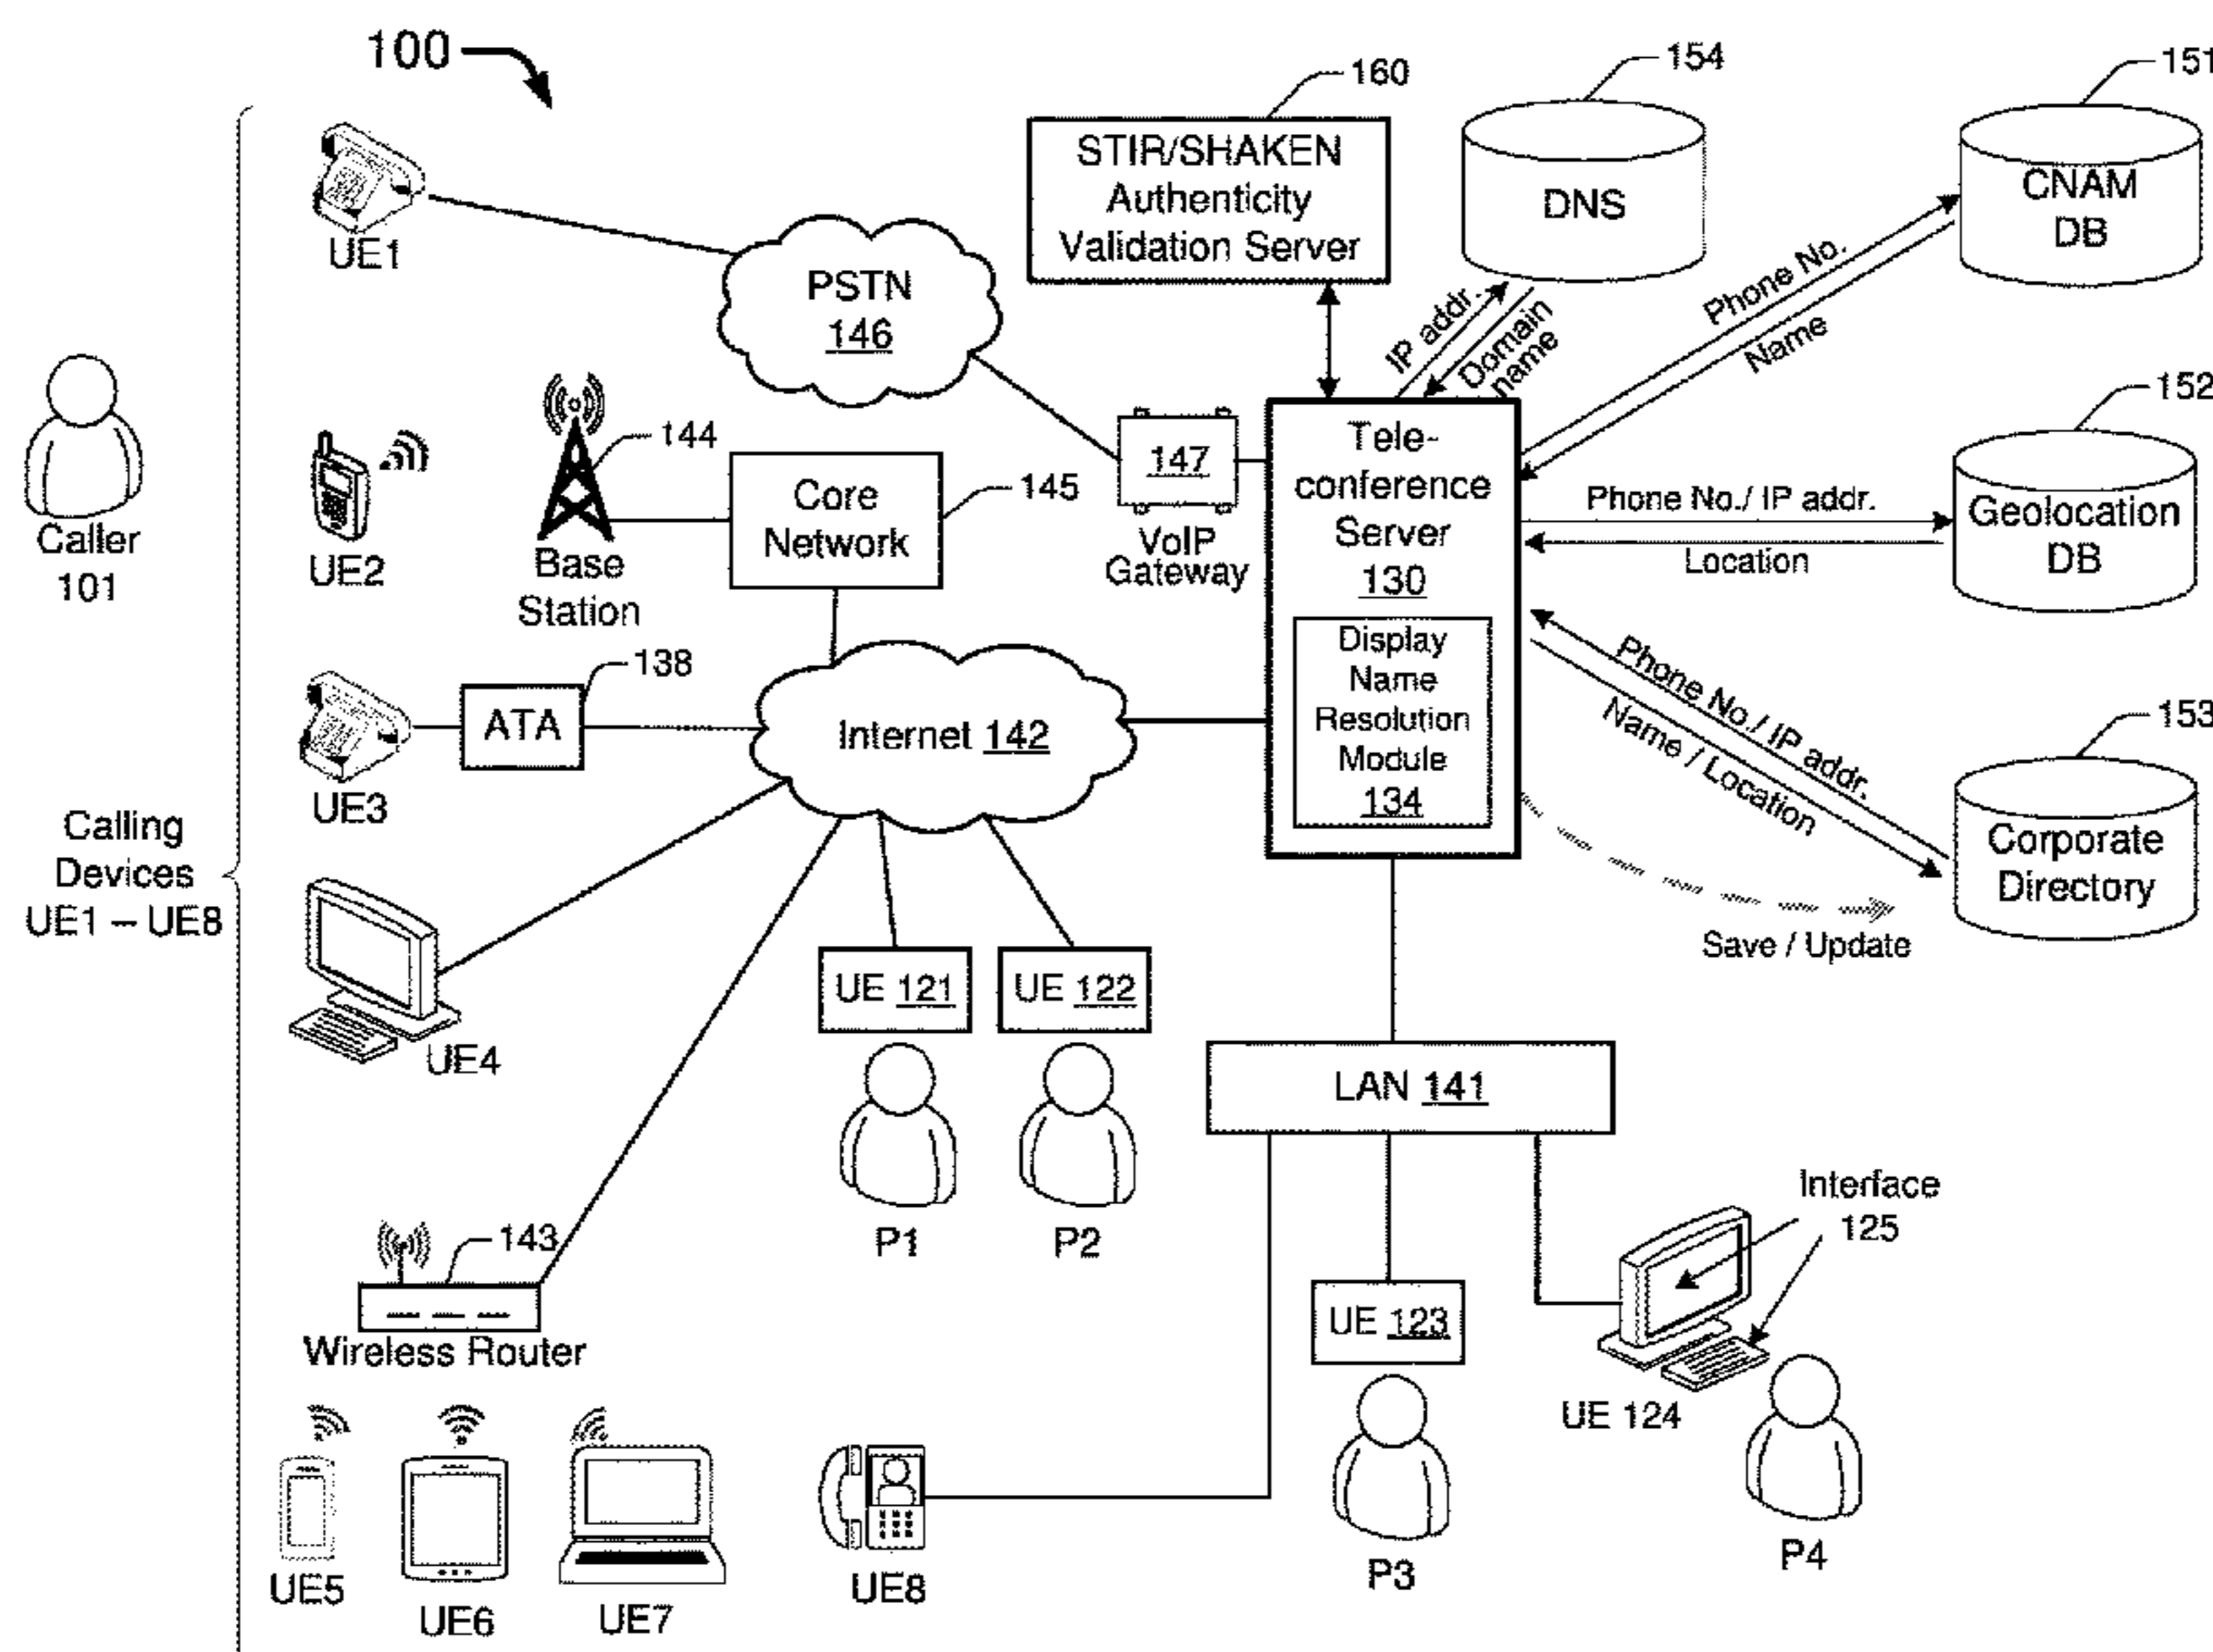 100
160
154
151
STIR/SHAKEN
Authenticity
Validation Server
DNS
CNAM
DB
UE1
PSTN
146
IP addr.
Domain
name
Phone No.
Name
152
Caller
101
UE2
144
Base
Station
Core
Network
145
147
VoIP
Gateway
Tele-
conference
Server
130
Phone No./ IP addr.
Location
Geolocation
DB
Display
Name
Resolution
Module
134
Phone No./ IP addr.
Name / Location
153
138
ATA
UE3
Internet 142
Corporate
Directory
Save / Update
Calling
Devices
UE1 – UE8
UE4
UE 121
UE 122
P1
P2
LAN 141
Interface
125
143
Wireless Router
UE 123
UE 124
P3
P4
UE5
UE6
UE7
UE8